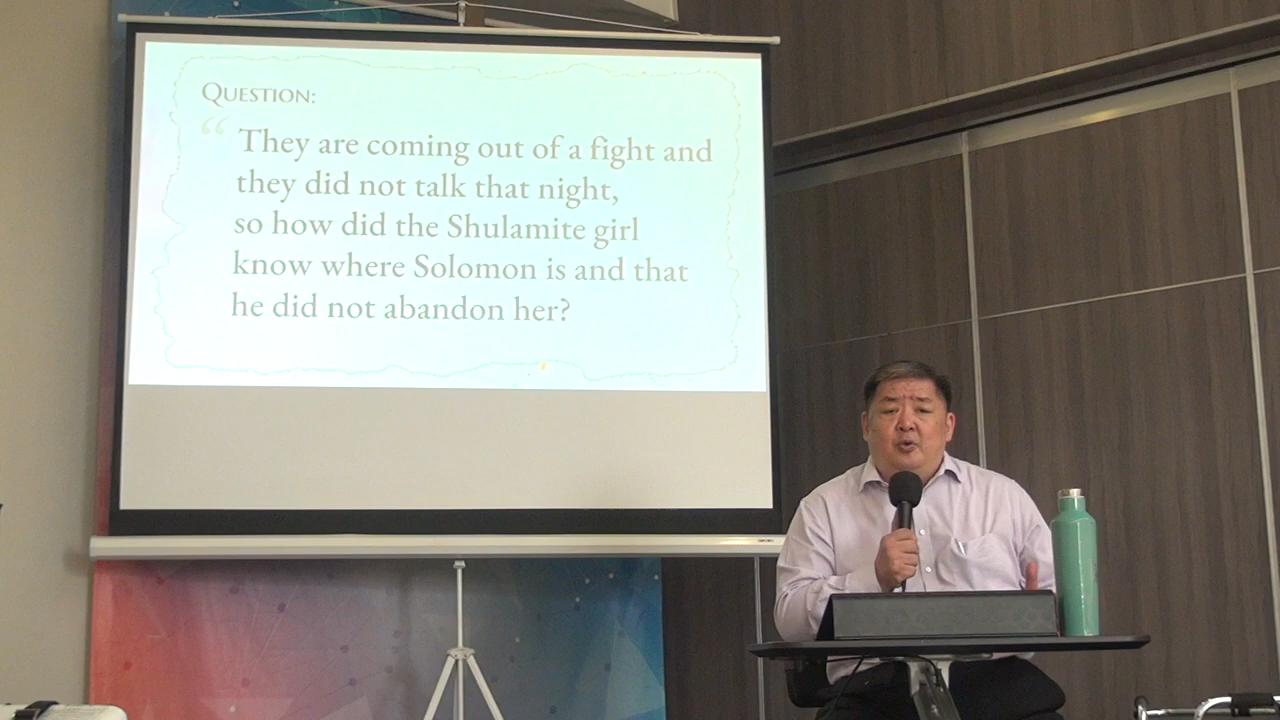 QUESTION:
“ They are coming out of a fight and
they did not talk that night,
so how did the Shulamite girl
know where Solomon is and that
he did not abandon her?